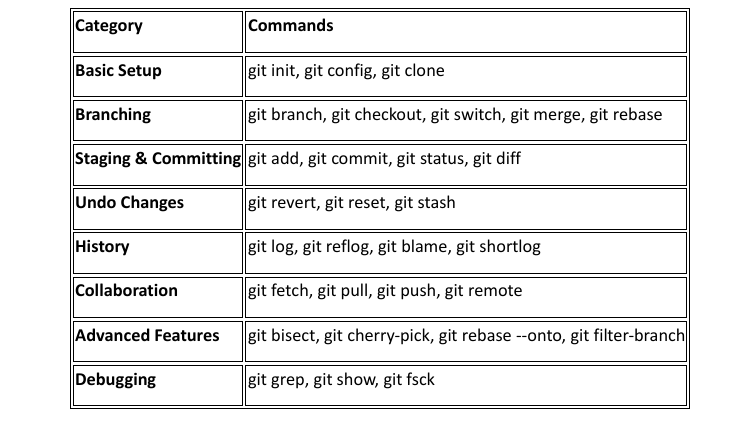 Category Commands
Basic Setup git init, git config, git clone
Branching git branch, git checkout, git switch, git merge, git rebase
Staging & Committing git add, git commit, git status, git diff
Undo Changes git revert, git reset, git stash
History git log, git reflog, git blame, git shortlog
Collaboration git fetch, git pull, git push, git remote
Advanced Features git bisect, git cherry-pick, git rebase --onto, git filter-branch
Debugging git grep, git show, git fsck